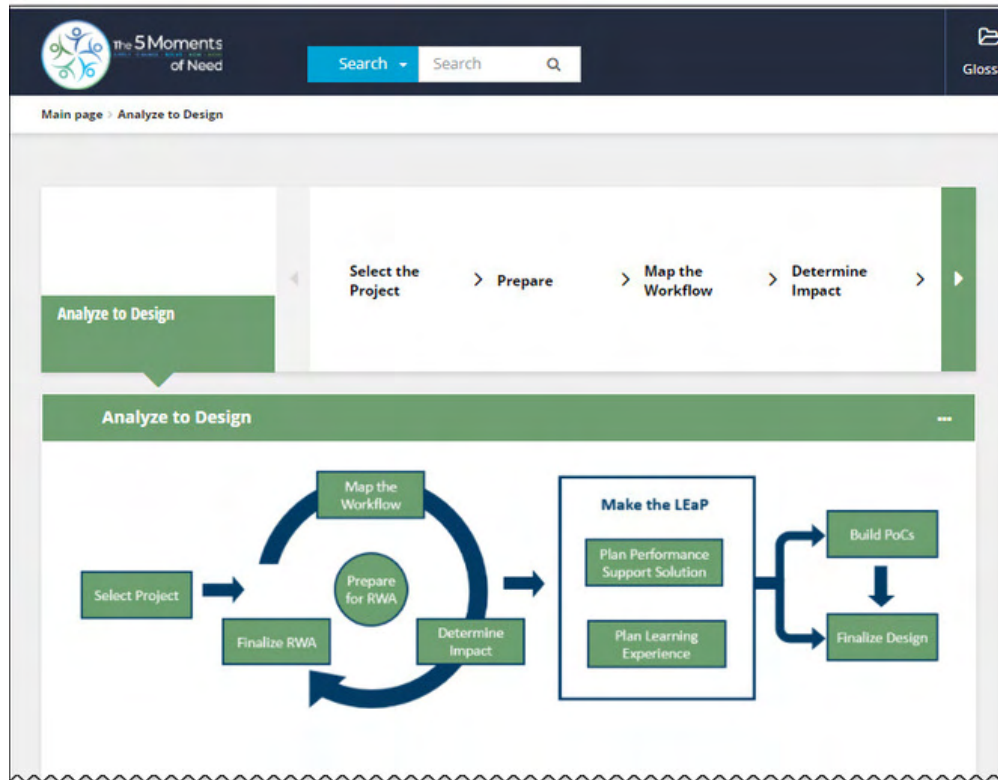 The 5 Moments
of Need
Search
Search
Gloss
Main page > Analyze to Design
Select the
Project
Prepare
Map the
Workflow
Determine
Impact
Analyze to Design
Analyze to Design
Map the
Workflow
Make the LEaP
Build PoCs
Plan Performance
Support Solution
Prepare
for RWA
Select Project
Finalize RWA
Determine
Impact
Plan Learning
Experience
Finalize Design